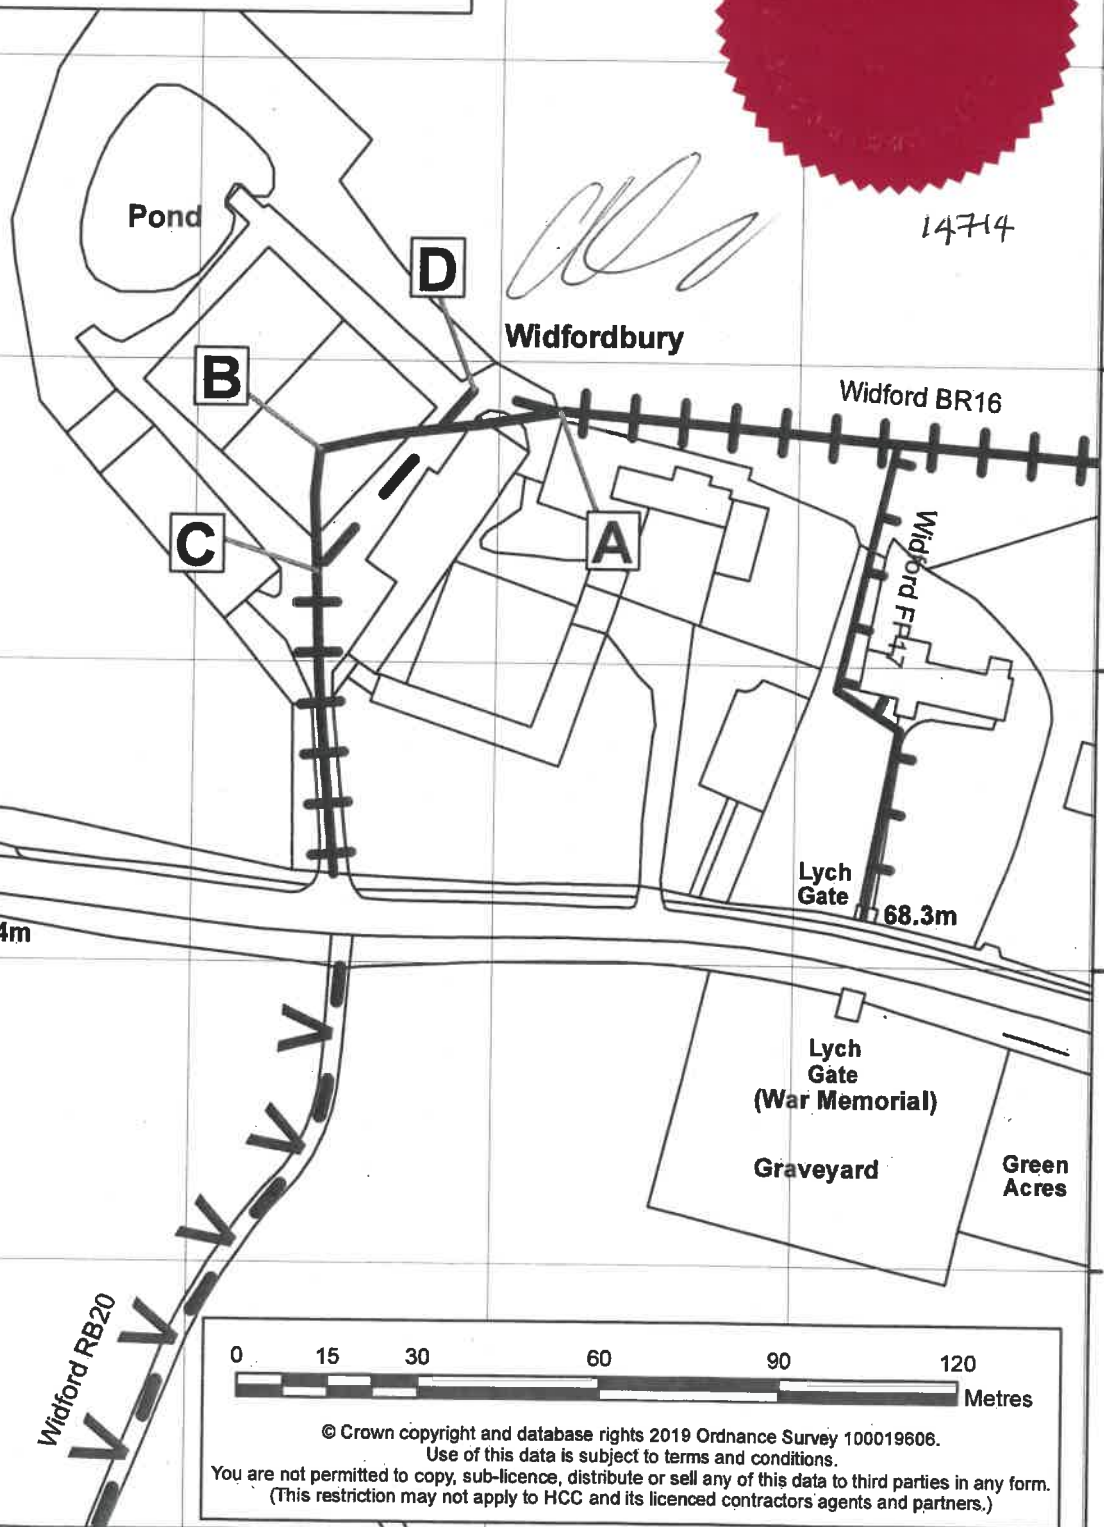 14714
Pond
D
Widfordbury
B
Widford BR16
C
A
Widford FP17
Lych
Gate
68.3m
4m
Lych
Gate
(War Memorial)
Graveyard
Green
Acres
Widford RB20
0 15 30 60 90 120
Metres
© Crown copyright and database rights 2019 Ordnance Survey 100019606.
Use of this data is subject to terms and conditions.
You are not permitted to copy, sub-licence, distribute or sell any of this data to third parties in any form.
(This restriction may not apply to HCC and its licenced contractors agents and partners.)